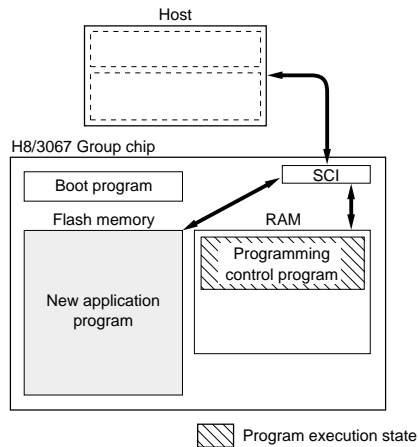 Host
H8/3067 Group chip
SCI
Boot program
Flash memory
RAM
Programming
control program
New application
program
Program execution state